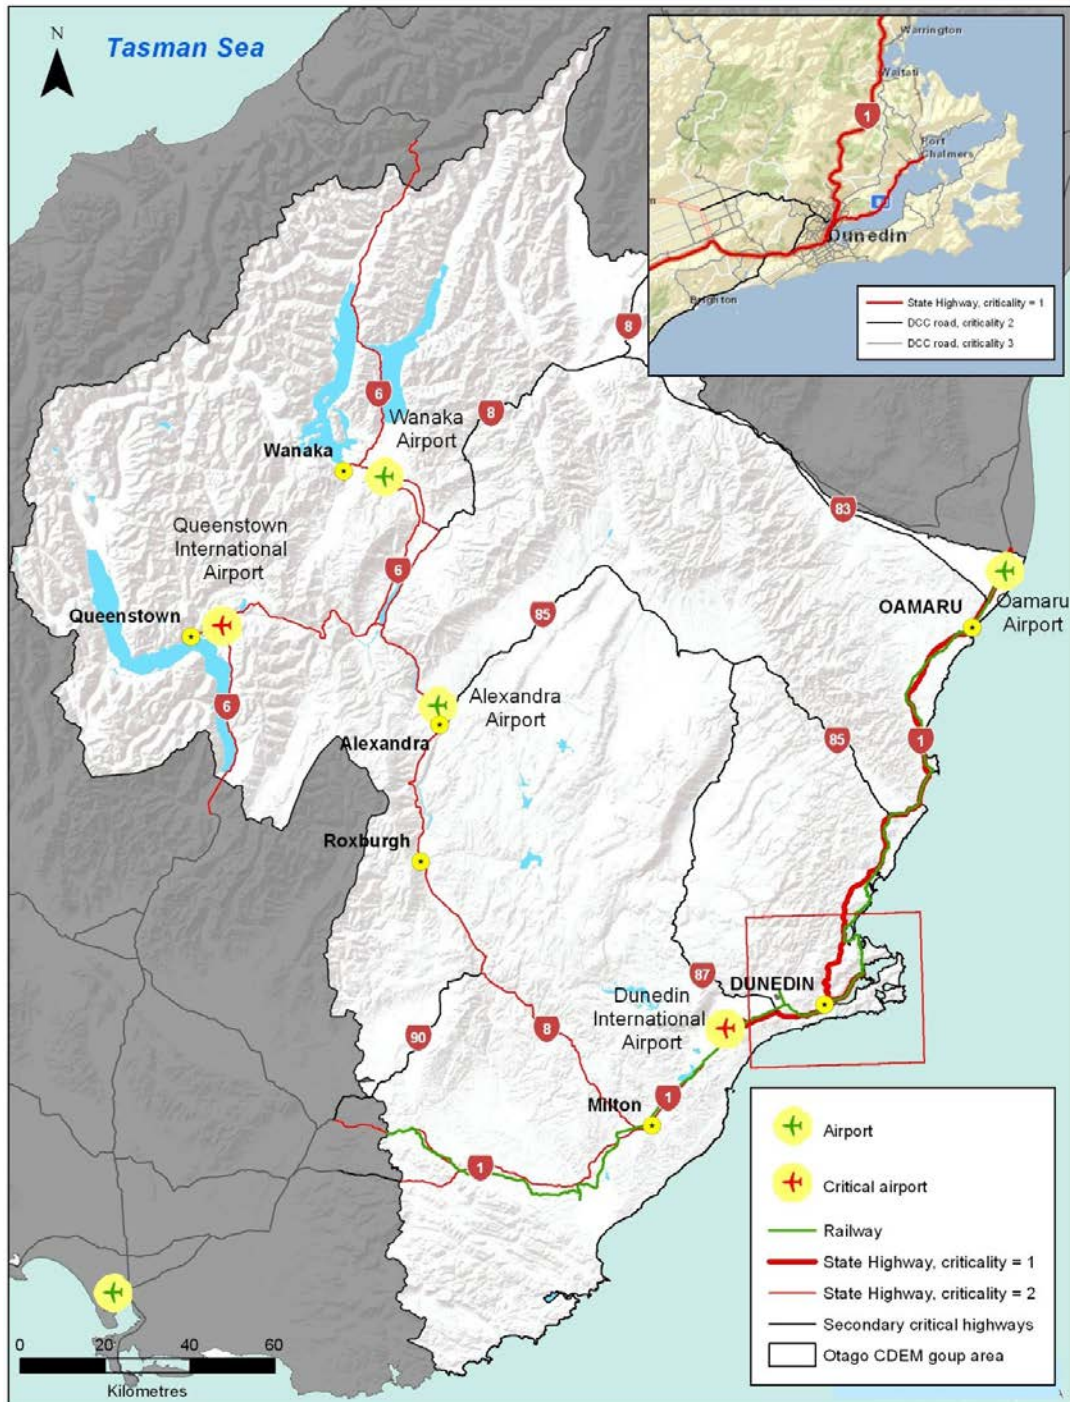 N
Tasman Sea
Warrington
Waitati
1
Port
Chalmers
Dunedin
Brighton
State Highway, criticality = 1
DCC road, criticality 2
DCC road, criticality 3
8
6
8
Wanaka
Airport
Wanaka
83
Queenstown
International
Airport
6
Queenstown
85
OAMARU
Oamaru
Airport
6
Alexandra
Airport
Alexandra
85
1
Roxburgh
87
DUNEDIN
Dunedin
International
Airport
90
8
Milton
1
1
Airport
Critical airport
Railway
State Highway, criticality = 1
State Highway, criticality = 2
Secondary critical highways
Otago CDEM goup area
0 20 40 60
Kilometres